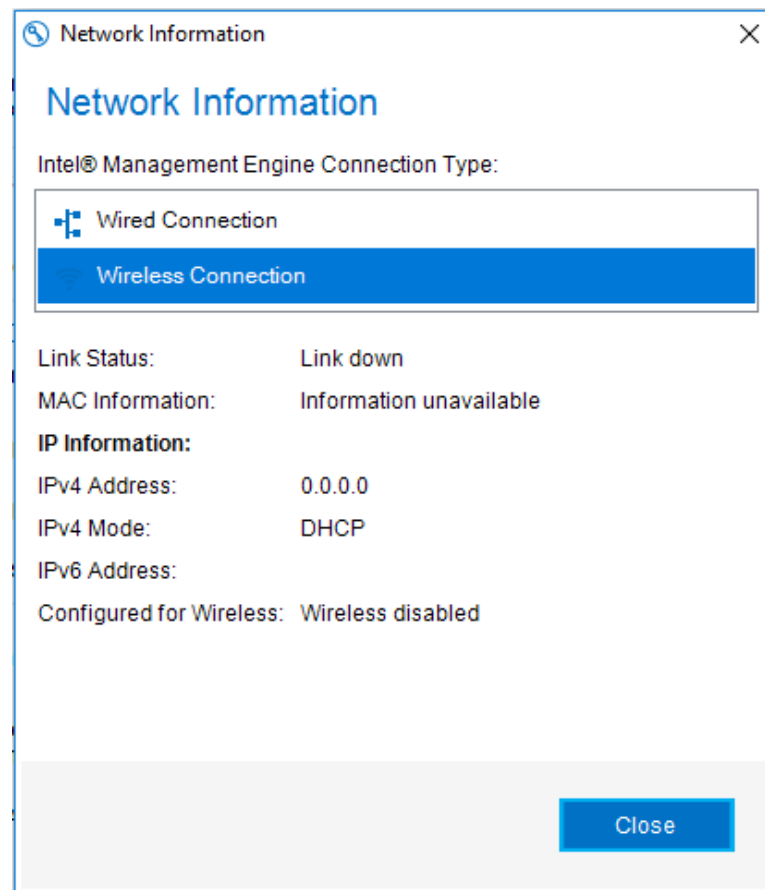 Network Information
Network Information
Intel® Management Engine Connection Type:
Wired Connection
Wireless Connection
Link Status: Link down
MAC Information: Information unavailable
IP Information:
IPv4 Address: 0.0.0.0
IPv4 Mode: DHCP
IPv6 Address:
Configured for Wireless: Wireless disabled
Close